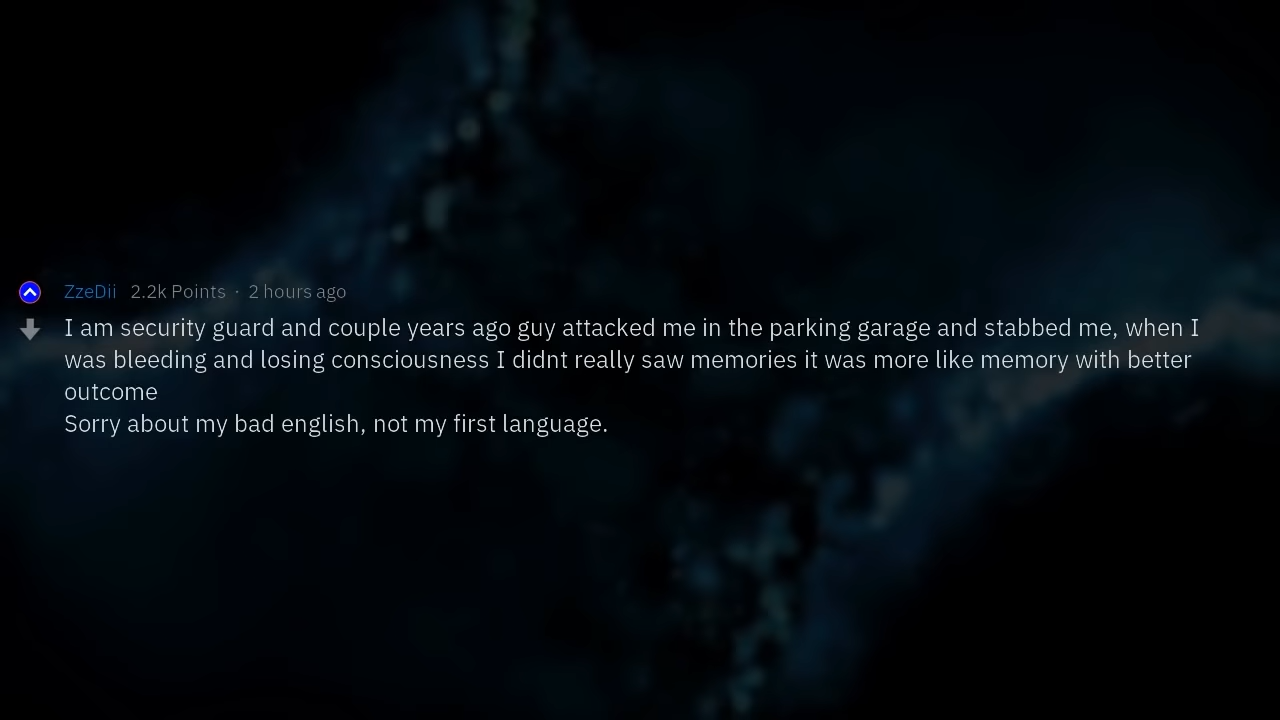 ZzeDii 2.2k Points · 2 hours ago
I am security guard and couple years ago guy attacked me in the parking garage and stabbed me, when I
was bleeding and losing consciousness I didnt really saw memories it was more like memory with better
outcome
Sorry about my bad english, not my first language.